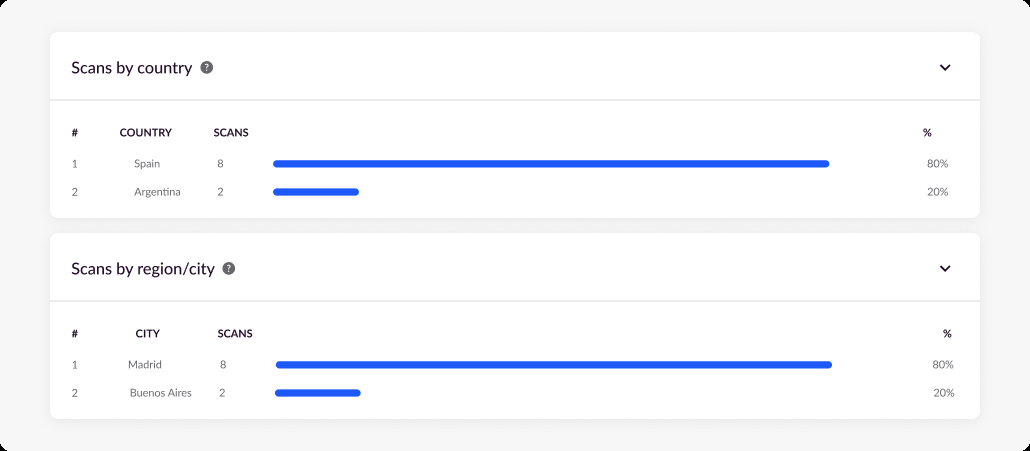 Scans by country ?
# COUNTRY SCANS %
1 Spain 8 80%
2 Argentina 2 20%
Scans by region/city ?
# CITY SCANS %
1 Madrid 8 80%
2 Buenos Aires 2 20%